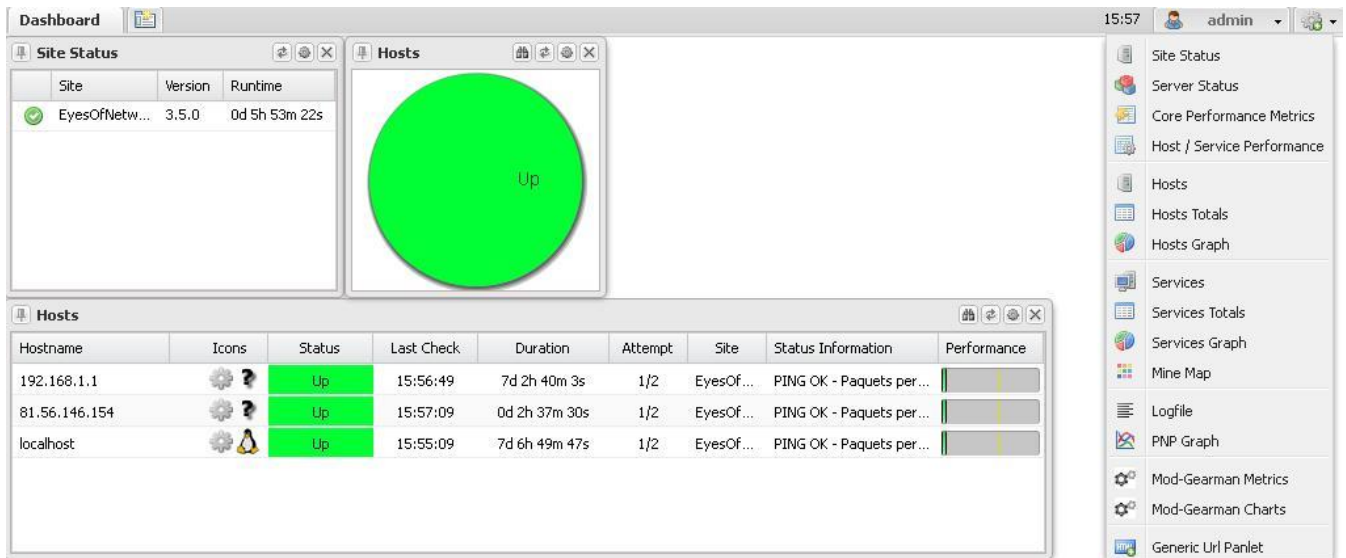 Dashboard 15:57 admin
Site Status
Site Version Runtime
EyesOfNetw... 3.5.0 0d 5h 53m 22s
Hosts
Up
Hosts
Hostname Icons Status Last Check Duration Attempt Site Status Information Performance
192.168.1.1 Up 15:56:49 7d 2h 40m 3s 1/2 EyesOf... PING OK - Paquets per...
81.56.146.154 Up 15:57:09 0d 2h 37m 30s 1/2 EyesOf... PING OK - Paquets per...
localhost Up 15:55:09 7d 6h 49m 47s 1/2 EyesOf... PING OK - Paquets per...
Site Status
Server Status
Core Performance Metrics
Host / Service Performance
Hosts
Hosts Totals
Hosts Graph
Services
Services Totals
Services Graph
Mine Map
Logfile
PNP Graph
Mod-Gearman Metrics
Mod-Gearman Charts
Generic Url Panlet